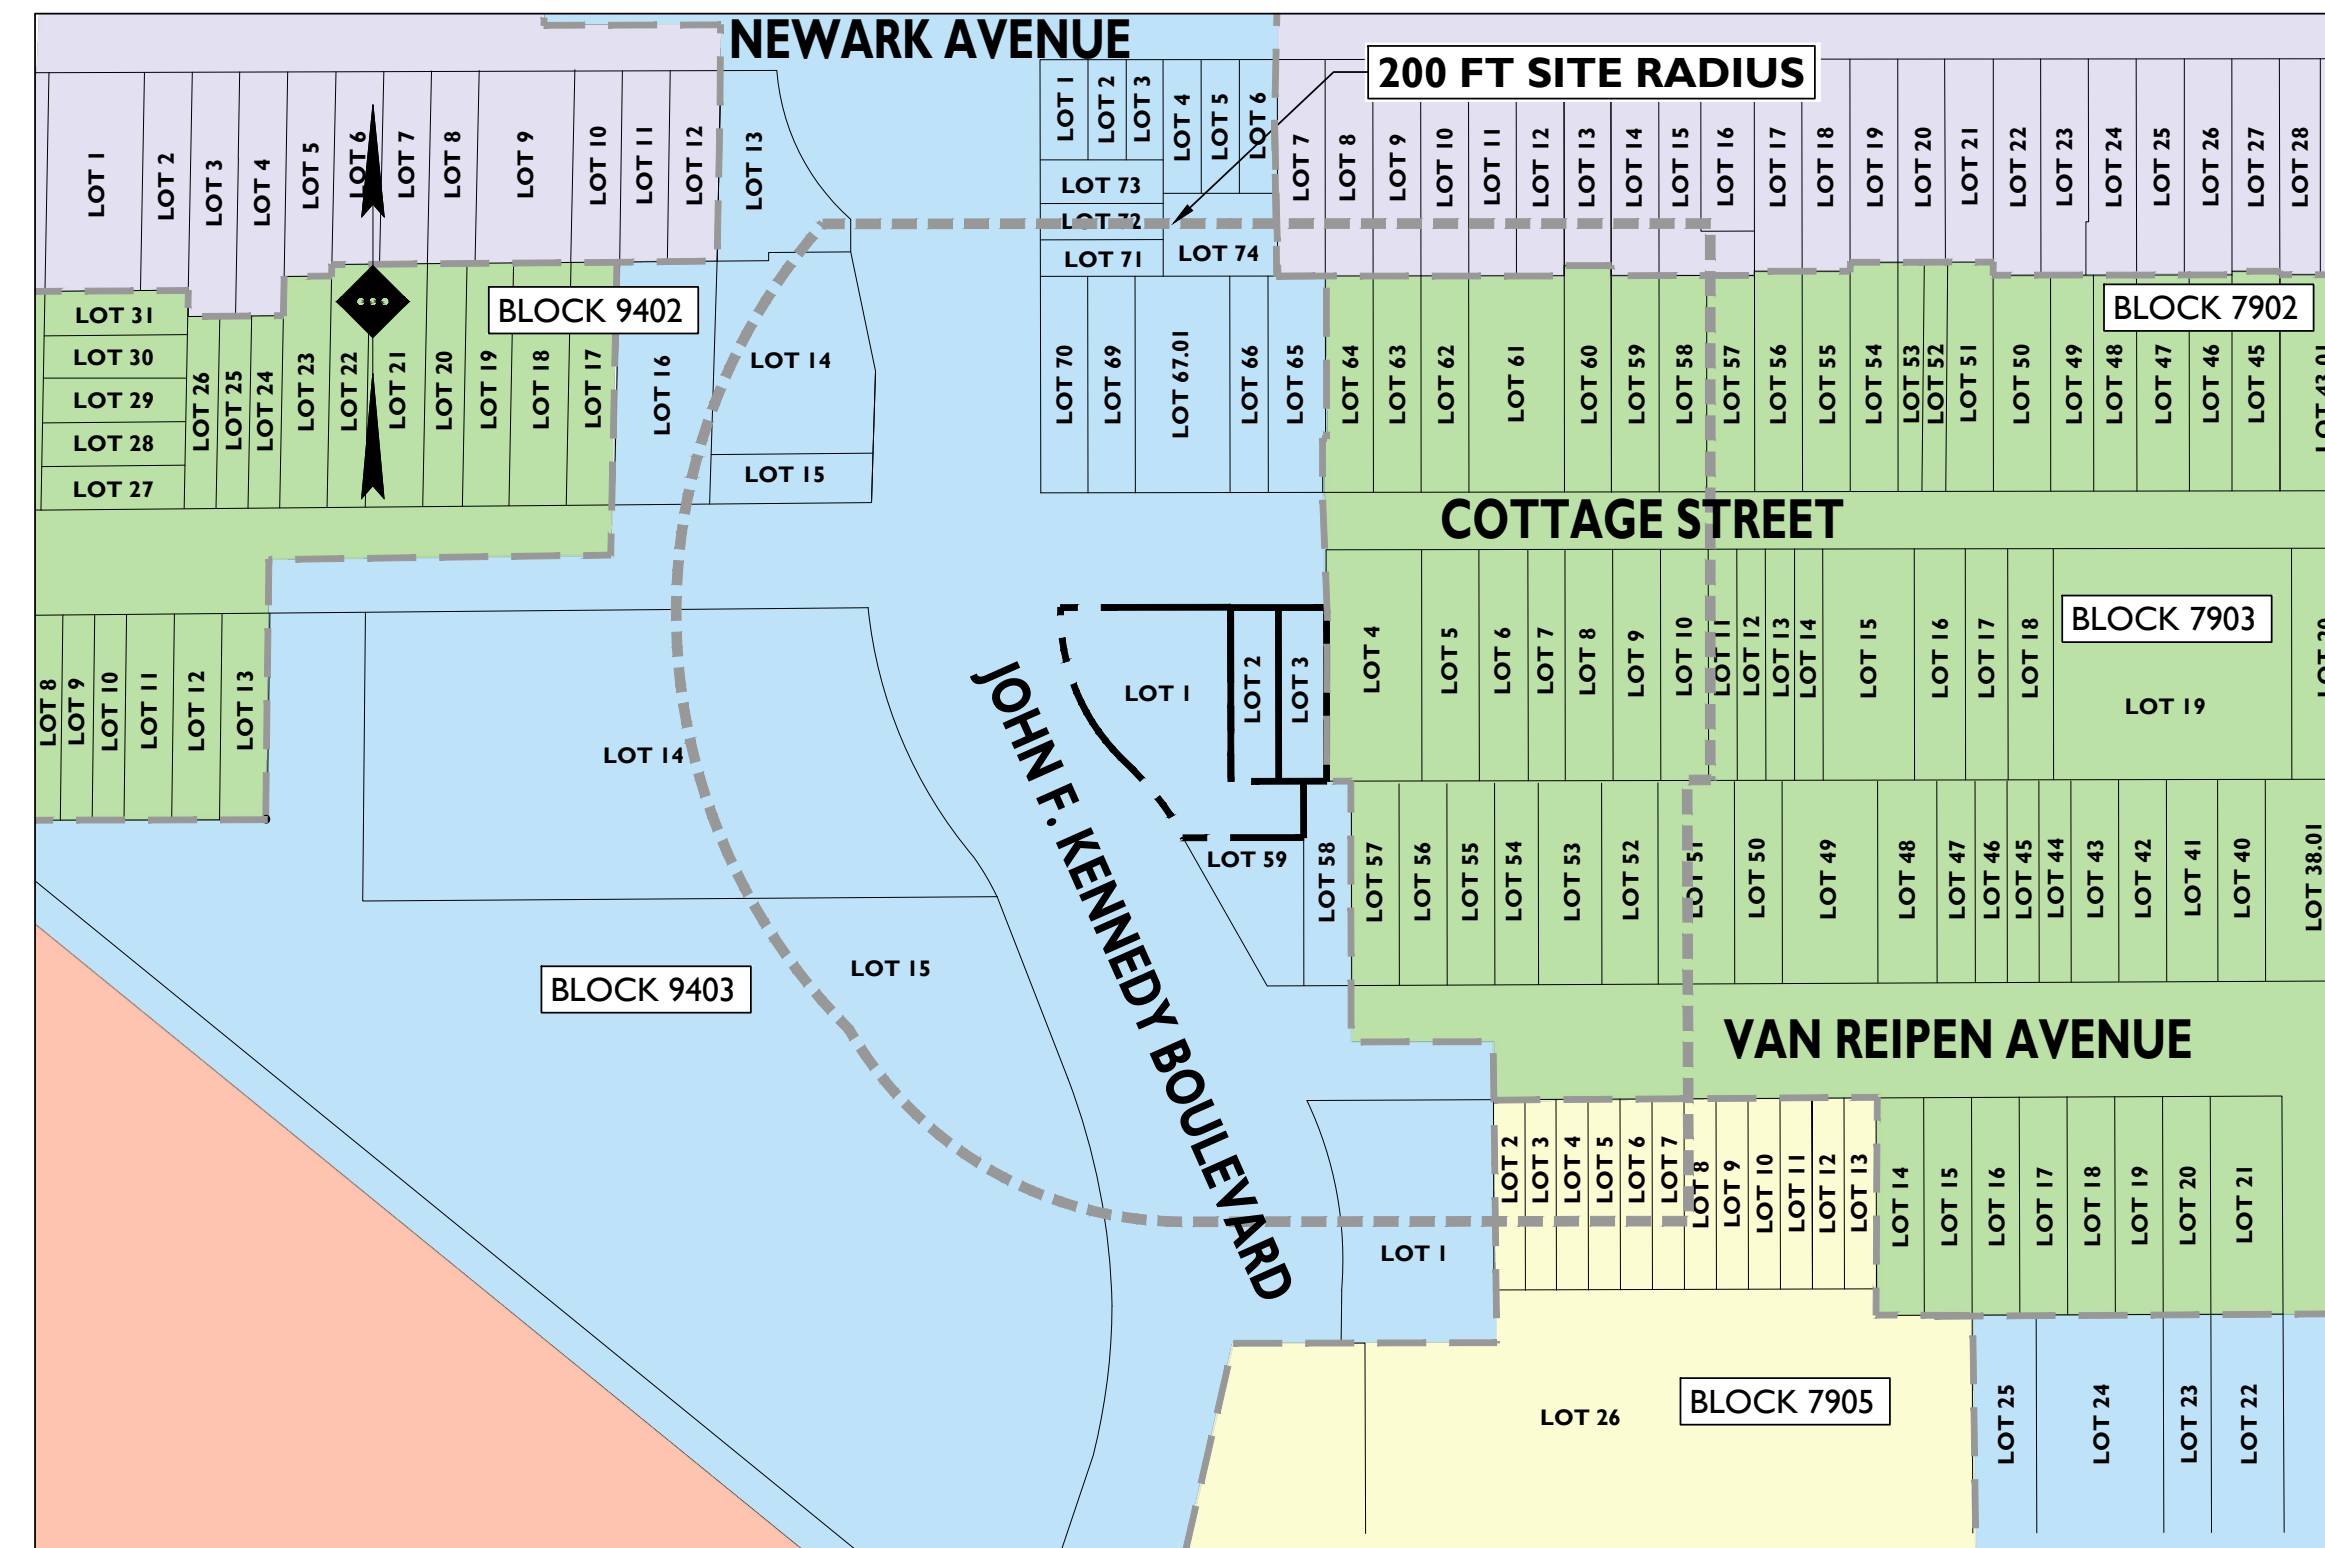 NEWARK AVENUE
200 FT SITE RADIUS
LOT 1
LOT 2
LOT 3
LOT 4
LOT 5
LOT 6
LOT 7
LOT 8
LOT 9
LOT 10
LOT 11
LOT 12
LOT 13
LOT 1
LOT 2
LOT 3
LOT 4
LOT 5
LOT 6
LOT 7
LOT 8
LOT 9
LOT 10
LOT 11
LOT 12
LOT 13
LOT 14
LOT 15
LOT 16
LOT 17
LOT 18
LOT 19
LOT 20
LOT 21
LOT 22
LOT 23
LOT 24
LOT 25
LOT 26
LOT 27
LOT 28
LOT 73
LOT 72
LOT 71
LOT 74
BLOCK 9402
BLOCK 7902
LOT 31
LOT 30
LOT 29
LOT 28
LOT 27
LOT 26
LOT 25
LOT 24
LOT 23
LOT 22
LOT 21
LOT 20
LOT 19
LOT 18
LOT 17
LOT 16
LOT 14
LOT 15
LOT 70
LOT 69
LOT 67.01
LOT 66
LOT 65
LOT 64
LOT 63
LOT 62
LOT 61
LOT 60
LOT 59
LOT 58
LOT 57
LOT 56
LOT 55
LOT 54
LOT 53
LOT 52
LOT 51
LOT 50
LOT 49
LOT 48
LOT 47
LOT 46
LOT 45
LOT 43.01
COTTAGE STREET
BLOCK 7903
LOT 8
LOT 9
LOT 10
LOT 11
LOT 12
LOT 13
LOT 14
JOHN F. KENNEDY BOULEVARD
LOT 1
LOT 2
LOT 3
LOT 4
LOT 5
LOT 6
LOT 7
LOT 8
LOT 9
LOT 10
LOT 11
LOT 12
LOT 13
LOT 14
LOT 15
LOT 16
LOT 17
LOT 18
LOT 19
LOT 20
LOT 59
LOT 58
LOT 57
LOT 56
LOT 55
LOT 54
LOT 53
LOT 52
LOT 51
LOT 50
LOT 49
LOT 48
LOT 47
LOT 46
LOT 45
LOT 44
LOT 43
LOT 42
LOT 41
LOT 40
LOT 38.01
LOT 15
BLOCK 9403
VAN REIPEN AVENUE
LOT 1
LOT 2
LOT 3
LOT 4
LOT 5
LOT 6
LOT 7
LOT 8
LOT 9
LOT 10
LOT 11
LOT 12
LOT 13
LOT 14
LOT 15
LOT 16
LOT 17
LOT 18
LOT 19
LOT 20
LOT 21
LOT 26
BLOCK 7905
LOT 25
LOT 24
LOT 23
LOT 22